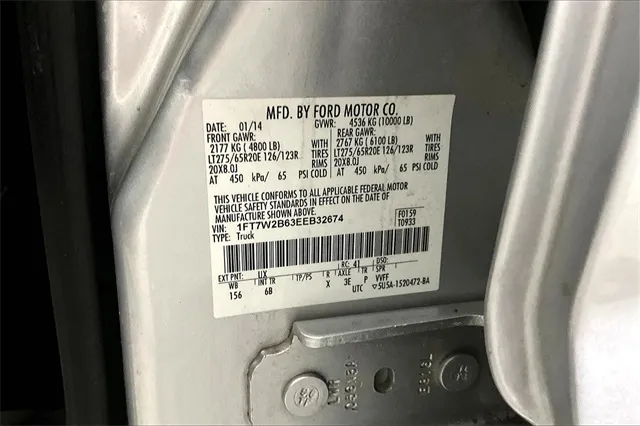 MFD. BY FORD MOTOR CO.
DATE: 01/14 GVWR: 4536 KG (10000 LB)
FRONT GAWR: REAR GAWR:
2177 KG ( 4800 LB) WITH 2767 KG ( 6100 LB) WITH
LT275/65R20E 126/123R TIRES LT275/65R20E 126/123R TIRES
20X8.0J RIMS 20X8.0J RIMS
AT 450 kPa/ 65 PSI COLD AT 450 kPa/ 65 PSI COLD
THIS VEHICLE CONFORMS TO ALL APPLICABLE FEDERAL MOTOR
VEHICLE SAFETY STANDARDS IN EFFECT ON THE DATE OF
MANUFACTURE SHOWN ABOVE.
VIN: 1FT7W2B63EEB32674 F0159
TYPE: Truck T0933
EXT PNT: UX RC: 41 DSO:
WB INT TR TP/PS R AXLE TR SPR
156 6B X 3E P VVFF
UTC 5U5A-1520472-BA